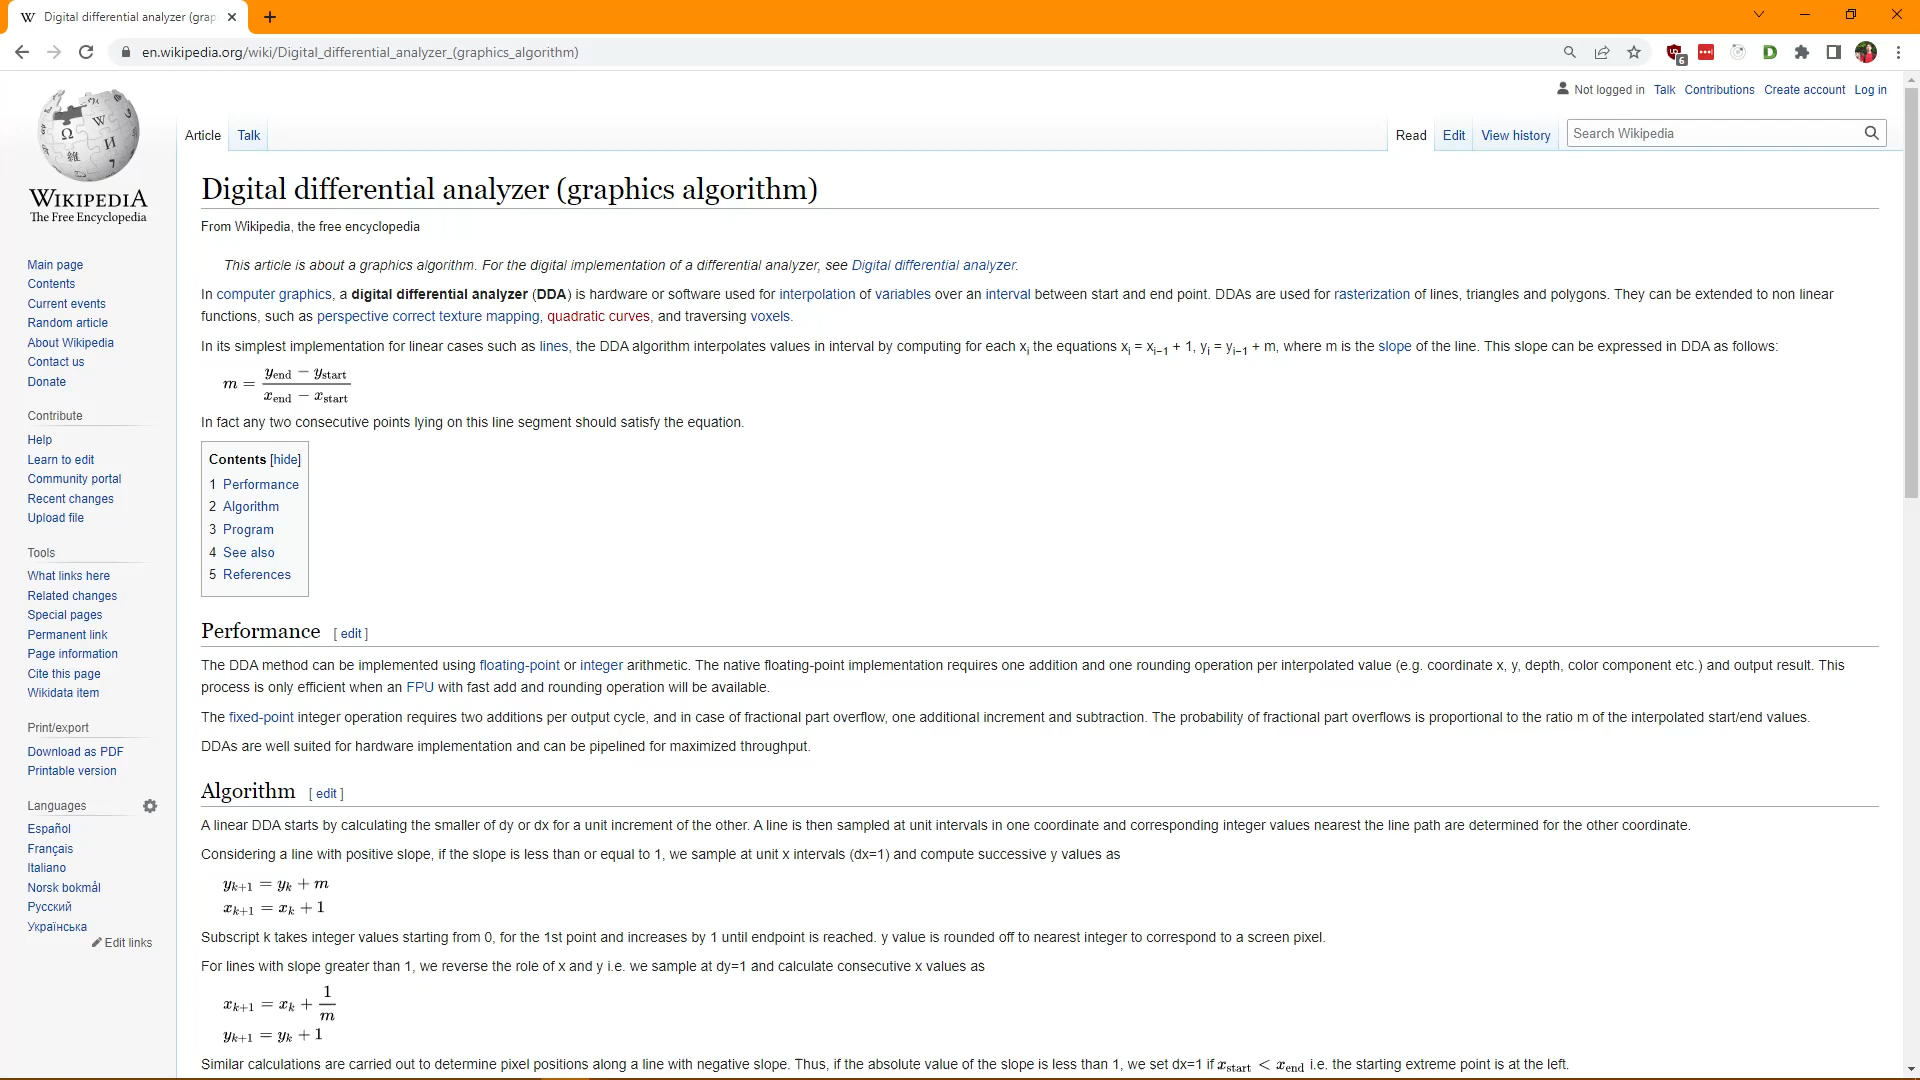 Digital differential analyzer (grap
en.wikipedia.org/wiki/Digital_differential_analyzer_(graphics_algorithm)
6
D
Not logged in Talk Contributions Create account Log in
Article Talk
Read Edit View history
Search Wikipedia
WIKIPEDIA
The Free Encyclopedia
Main page
Contents
Current events
Random article
About Wikipedia
Contact us
Donate
Contribute
Help
Learn to edit
Community portal
Recent changes
Upload file
Tools
What links here
Related changes
Special pages
Permanent link
Page information
Cite this page
Wikidata item
Print/export
Download as PDF
Printable version
Languages
Español
Français
Italiano
Norsk bokmål
Русский
Українська
Edit links
Digital differential analyzer (graphics algorithm)
From Wikipedia, the free encyclopedia
This article is about a graphics algorithm. For the digital implementation of a differential analyzer, see Digital differential analyzer.
In computer graphics, a digital differential analyzer (DDA) is hardware or software used for interpolation of variables over an interval between start and end point. DDAs are used for rasterization of lines, triangles and polygons. They can be extended to non linear
functions, such as perspective correct texture mapping, quadratic curves, and traversing voxels.
In its simplest implementation for linear cases such as lines, the DDA algorithm interpolates values in interval by computing for each xi the equations xi = xi−1 + 1, yi = yi−1 + m, where m is the slope of the line. This slope can be expressed in DDA as follows:
m = (yend − ystart) / (xend − xstart)
In fact any two consecutive points lying on this line segment should satisfy the equation.
Contents [hide]
1 Performance
2 Algorithm
3 Program
4 See also
5 References
Performance [ edit ]
The DDA method can be implemented using floating-point or integer arithmetic. The native floating-point implementation requires one addition and one rounding operation per interpolated value (e.g. coordinate x, y, depth, color component etc.) and output result. This
process is only efficient when an FPU with fast add and rounding operation will be available.
The fixed-point integer operation requires two additions per output cycle, and in case of fractional part overflow, one additional increment and subtraction. The probability of fractional part overflows is proportional to the ratio m of the interpolated start/end values.
DDAs are well suited for hardware implementation and can be pipelined for maximized throughput.
Algorithm [ edit ]
A linear DDA starts by calculating the smaller of dy or dx for a unit increment of the other. A line is then sampled at unit intervals in one coordinate and corresponding integer values nearest the line path are determined for the other coordinate.
Considering a line with positive slope, if the slope is less than or equal to 1, we sample at unit x intervals (dx=1) and compute successive y values as
yk+1 = yk + m
xk+1 = xk + 1
Subscript k takes integer values starting from 0, for the 1st point and increases by 1 until endpoint is reached. y value is rounded off to nearest integer to correspond to a screen pixel.
For lines with slope greater than 1, we reverse the role of x and y i.e. we sample at dy=1 and calculate consecutive x values as
xk+1 = xk + 1/m
yk+1 = yk + 1
Similar calculations are carried out to determine pixel positions along a line with negative slope. Thus, if the absolute value of the slope is less than 1, we set dx=1 if xstart < xend i.e. the starting extreme point is at the left.